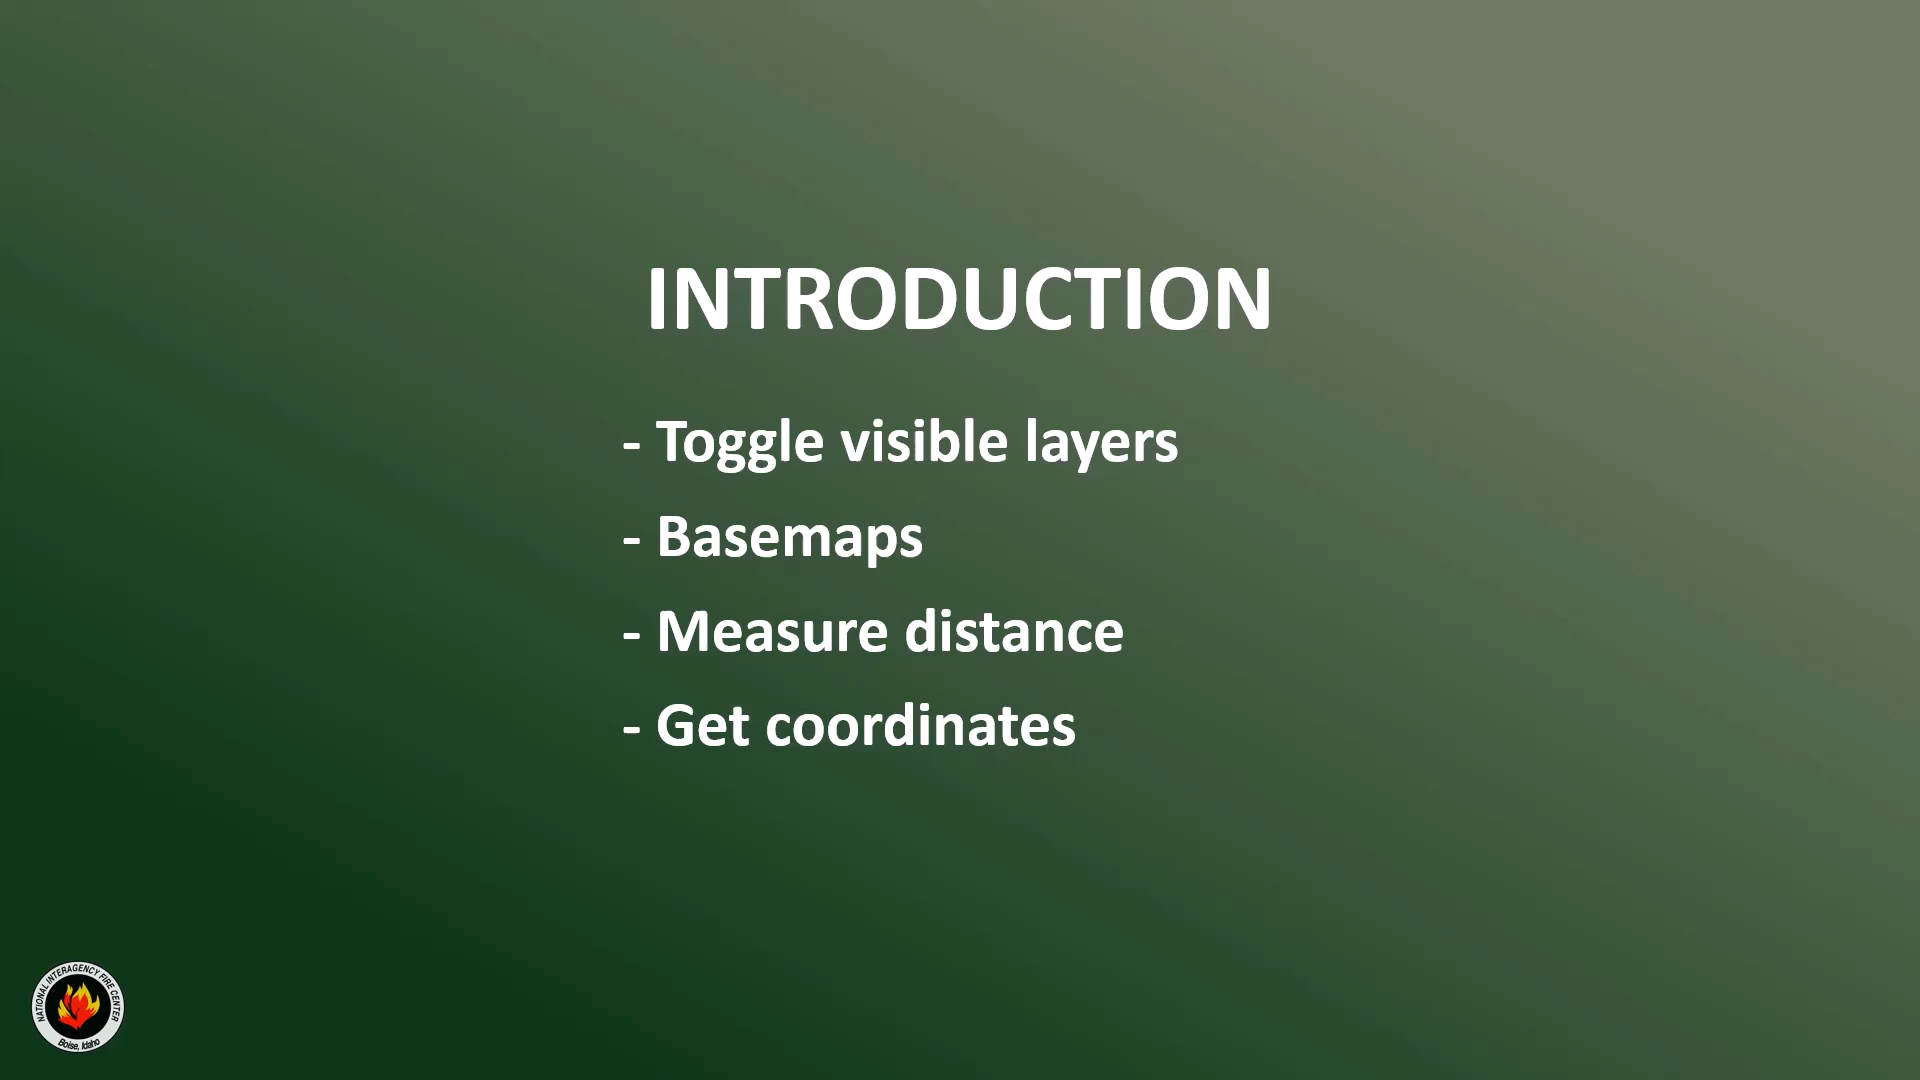 INTRODUCTION
- Toggle visible layers
- Basemaps
- Measure distance
- Get coordinates
NATIONAL INTERAGENCY FIRE CENTER
Boise, Idaho